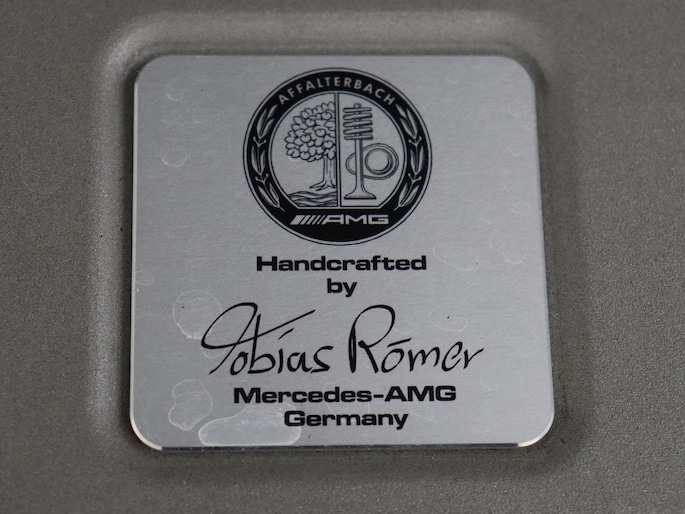 AFFALTERBACH
AMG
Handcrafted
by
Tobias Römer
Mercedes-AMG
Germany